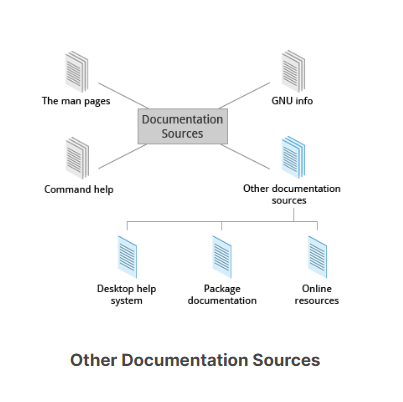 The man pages
GNU info
Documentation
Sources
Command help
Other documentation
sources
Desktop help
system
Package
documentation
Online
resources
Other Documentation Sources